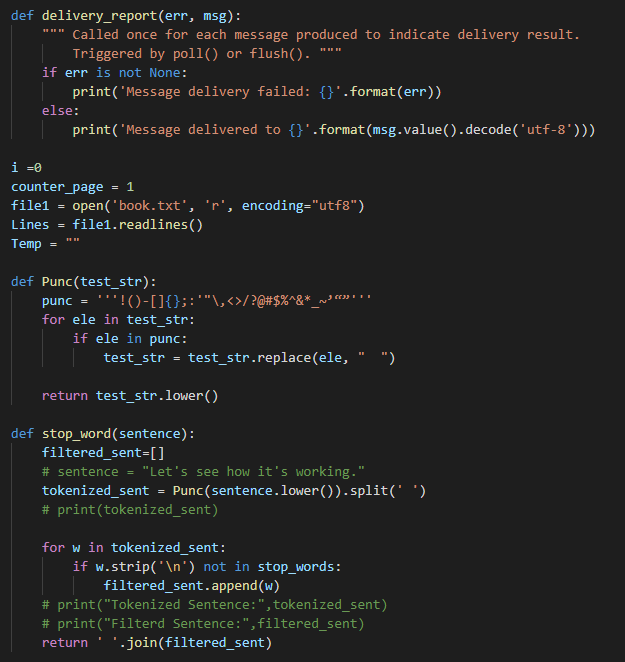 def delivery_report(err, msg):
    """ Called once for each message produced to indicate delivery result.
        Triggered by poll() or flush(). """
    if err is not None:
        print('Message delivery failed: {}'.format(err))
    else:
        print('Message delivered to {}'.format(msg.value().decode('utf-8')))

i =0
counter_page = 1
file1 = open('book.txt', 'r', encoding="utf8")
Lines = file1.readlines()
Temp = ""

def Punc(test_str):
    punc = '''!()-[]{};:'"\,<>/?@#$%^&*_~’“”'''
    for ele in test_str:
        if ele in punc:
            test_str = test_str.replace(ele, "  ")

    return test_str.lower()

def stop_word(sentence):
    filtered_sent=[]
    # sentence = "Let's see how it's working."
    tokenized_sent = Punc(sentence.lower()).split(' ')
    # print(tokenized_sent)

    for w in tokenized_sent:
        if w.strip('\n') not in stop_words:
            filtered_sent.append(w)
    # print("Tokenized Sentence:",tokenized_sent)
    # print("Filterd Sentence:",filtered_sent)
    return ' '.join(filtered_sent)